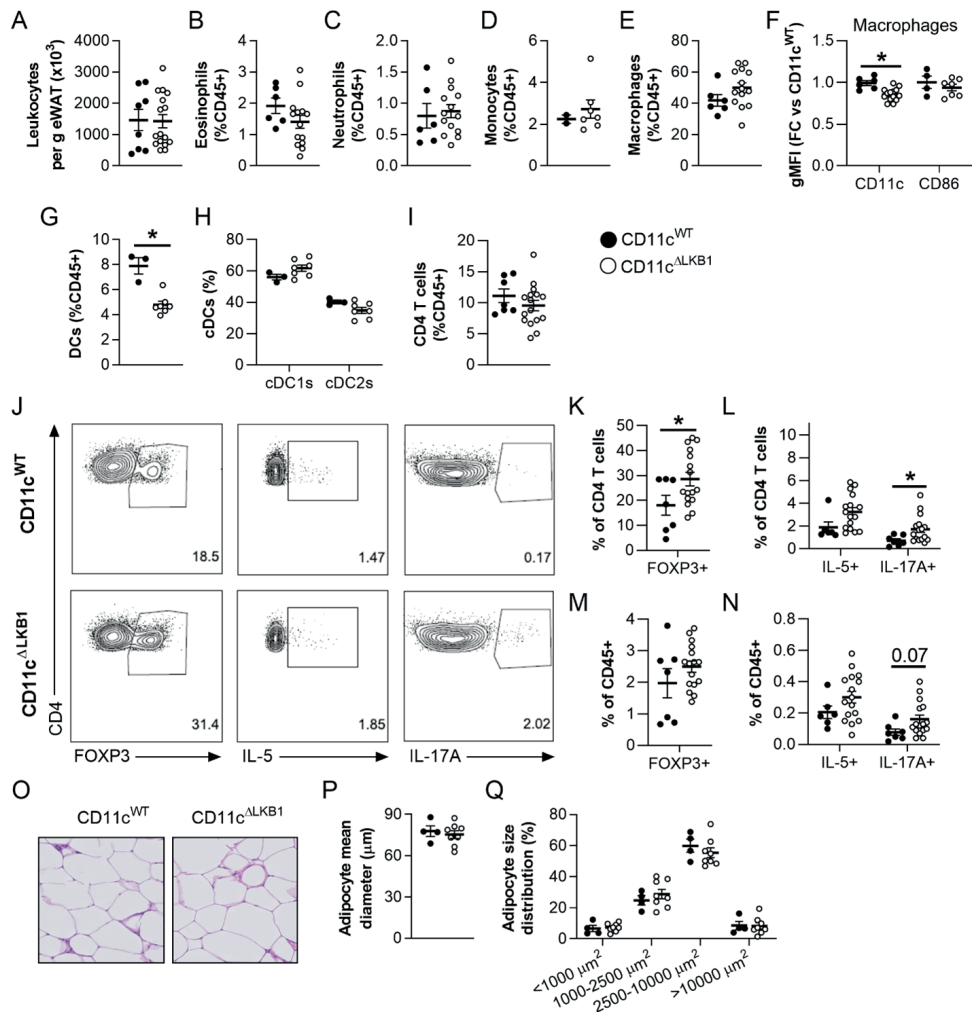 A
Leukocytes
per g eWAT (x10³)
4000
3000
2000
1000
0
B
Eosinophils
(%CD45+)
4
3
2
1
0
C
Neutrophils
(%CD45+)
2.0
1.5
1.0
0.5
0.0
D
Monocytes
(%CD45+)
6
4
2
0
E
Macrophages
(%CD45+)
80
60
40
20
0
F
Macrophages
gMFI (FC vs CD11cᵂᵀ)
1.5
1.0
0.5
0.0
*
CD11c
CD86
G
DCs (%CD45+)
10
8
6
4
2
0
*
H
cDCs (%)
80
60
40
20
0
cDC1s
cDC2s
I
CD4 T cells
(%CD45+)
20
15
10
5
0
CD11cᵂᵀ
CD11c^ΔLKB1
J
CD11cᵂᵀ
18.5
1.47
0.17
CD11c^ΔLKB1
31.4
1.85
2.02
CD4
FOXP3
IL-5
IL-17A
K
% of CD4 T cells
50
40
30
20
10
0
*
FOXP3+
L
% of CD4 T cells
10
8
6
4
2
0
*
IL-5+
IL-17A+
M
% of CD45+
4
3
2
1
0
FOXP3+
N
% of CD45+
0.8
0.6
0.4
0.2
0.0
0.07
IL-5+
IL-17A+
O
CD11cᵂᵀ
CD11c^ΔLKB1
P
Adipocyte mean
diameter (μm)
90
60
30
0
Q
Adipocyte size
distribution (%)
80
60
40
20
0
<1000 μm²
1000-2500 μm²
2500-10000 μm²
>10000 μm²